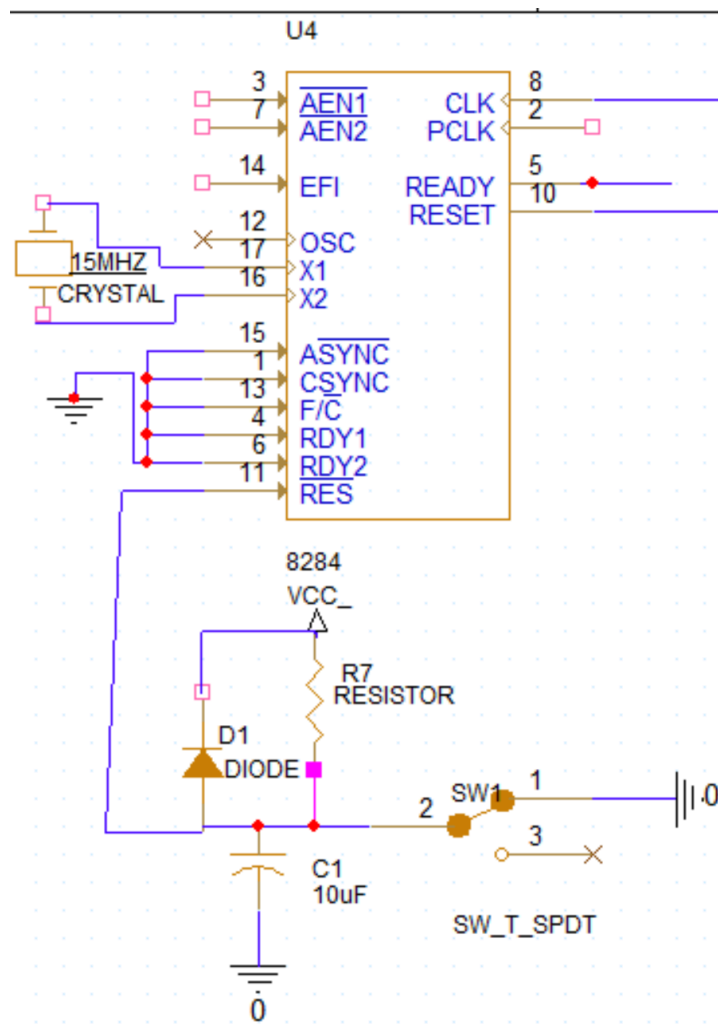 U4
3 AEN1 CLK 8
7 AEN2 PCLK 2
14 EFI READY 5
RESET 10
12 OSC
17 X1
16 X2
15MHZ
CRYSTAL
15 ASYNC
1 CSYNC
13 F/C
4 RDY1
6 RDY2
11 RES
8284
VCC_
R7
RESISTOR
D1
DIODE
SW1 1
2
0
3
C1
10uF
SW_T_SPDT
0